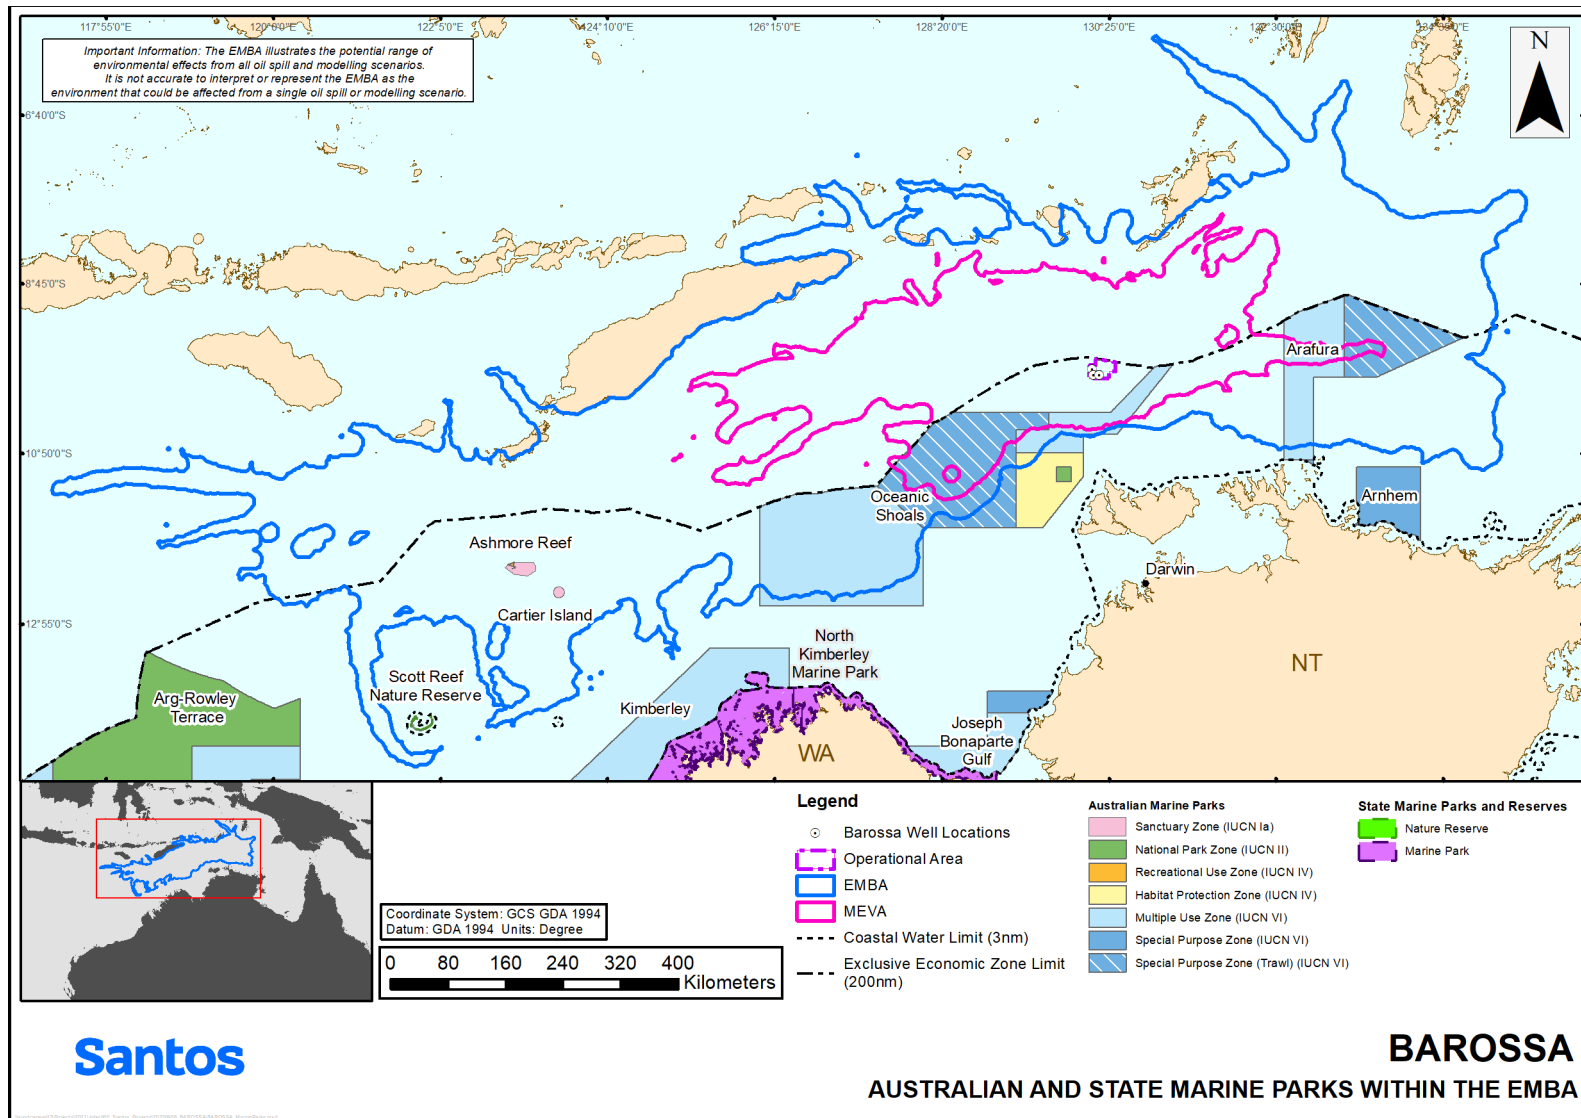 117°55'0"E 120°0'0"E 122°5'0"E 124°10'0"E 126°15'0"E 128°20'0"E 130°25'0"E
Important Information: The EMBA illustrates the potential range of
environmental effects from all oil spill and modelling scenarios.
It is not accurate to interpret or represent the EMBA as the
environment that could be affected from a single oil spill or modelling scenario.
N
6°40'0"S
8°45'0"S
10°50'0"S
12°55'0"S
Arafura
Oceanic
Shoals
Arnhem
Ashmore Reef
Darwin
Cartier Island
North
Kimberley
Marine Park
NT
Scott Reef
Nature Reserve
Arg-Rowley
Terrace
Kimberley
Joseph
Bonaparte
Gulf
WA
Legend
Barossa Well Locations
Operational Area
EMBA
MEVA
Coastal Water Limit (3nm)
Exclusive Economic Zone Limit
(200nm)
Australian Marine Parks
Sanctuary Zone (IUCN Ia)
National Park Zone (IUCN II)
Recreational Use Zone (IUCN IV)
Habitat Protection Zone (IUCN IV)
Multiple Use Zone (IUCN VI)
Special Purpose Zone (IUCN VI)
Special Purpose Zone (Trawl) (IUCN VI)
State Marine Parks and Reserves
Nature Reserve
Marine Park
Coordinate System: GCS GDA 1994
Datum: GDA 1994 Units: Degree
0 80 160 240 320 400
Kilometers
Santos
BAROSSA
AUSTRALIAN AND STATE MARINE PARKS WITHIN THE EMBA